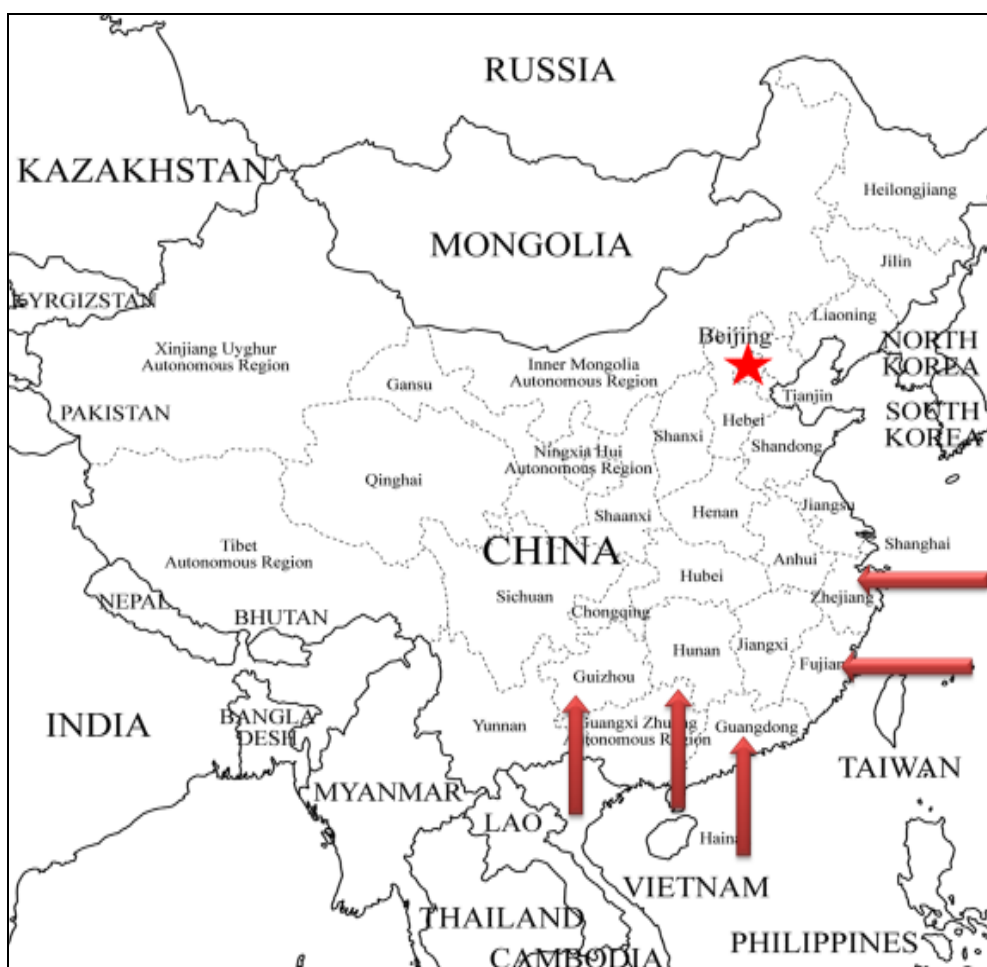 RUSSIA
KAZAKHSTAN
Heilongjiang
MONGOLIA
Jilin
KYRGIZSTAN
Liaoning
Beijing
NORTH
KOREA
Xinjiang Uyghur
Autonomous Region
Inner Mongolia
Autonomous Region
Gansu
Tianjin
PAKISTAN
SOUTH
KOREA
Hebei
Shanxi
Shandong
Ningxia Hui
Autonomous Region
Qinghai
Jiangsu
Shaanxi
Henan
Shanghai
Tibet
Autonomous Region
CHINA
Anhui
Hubei
Sichuan
Zhejiang
NEPAL
Chongqing
BHUTAN
Hunan
Jiangxi
Fujian
Guizhou
INDIA
BANGLA
DESH
Yunnan
Guangxi Zhuang
Autonomous Region
Guangdong
TAIWAN
MYANMAR
LAO
Haina
VIETNAM
THAILAND
PHILIPPINES
CAMBODIA